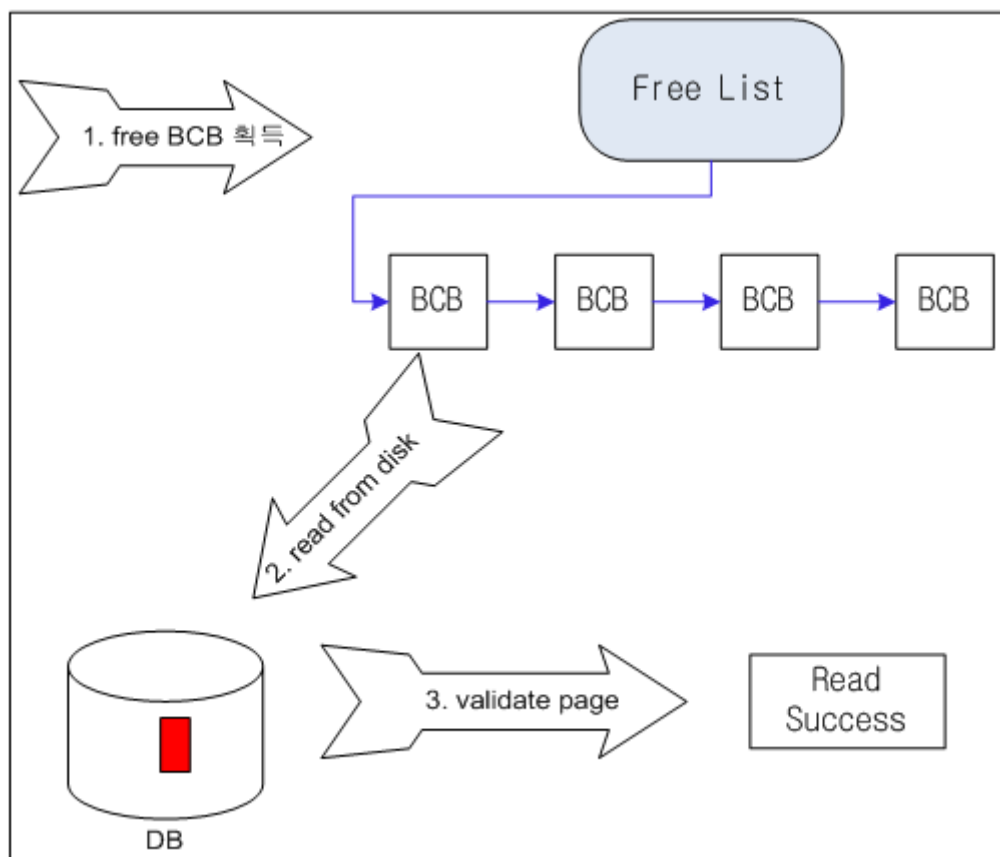 Free List
1. free BCB 획득
BCB
BCB
BCB
BCB
2. read from disk
3. validate page
Read
Success
DB